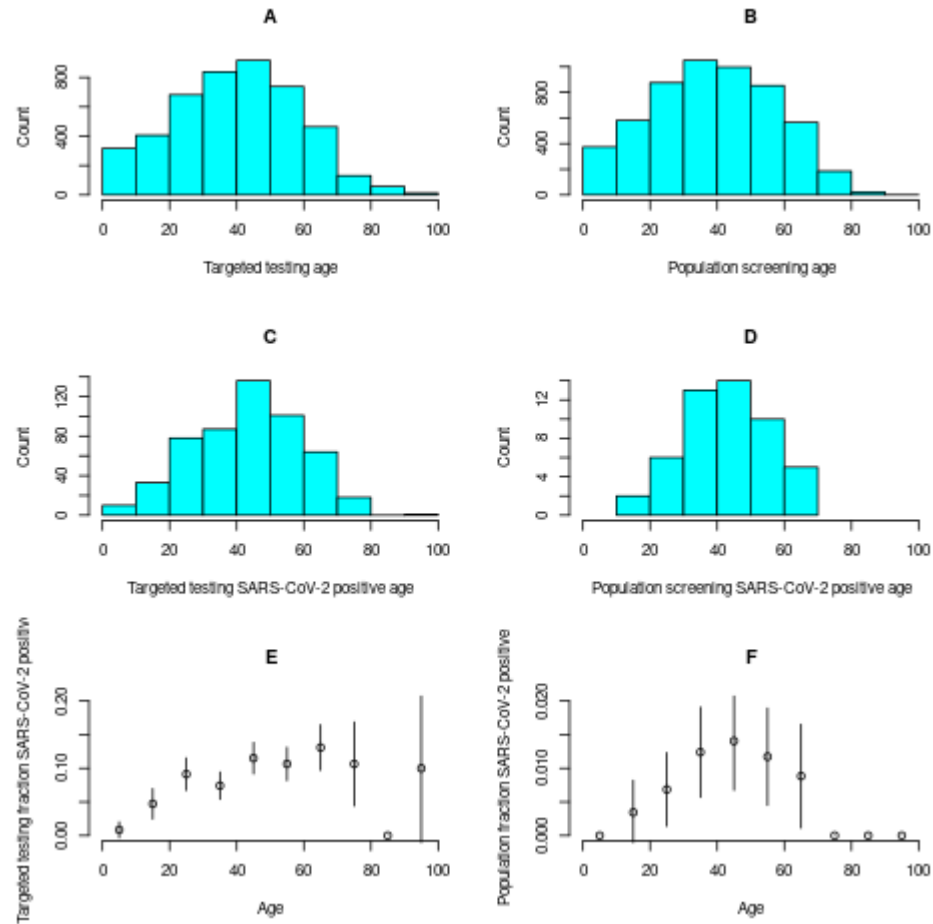 A
B
Count
800
400
0
0 20 40 60 80 100
Targeted testing age
Count
800
400
0
0 20 40 60 80 100
Population screening age
C
D
Count
120
80
40
0
0 20 40 60 80 100
Targeted testing SARS-CoV-2 positive age
Count
12
8
4
0
0 20 40 60 80 100
Population screening SARS-CoV-2 positive age
E
F
Targeted testing fraction SARS-CoV-2 positiv
0.20
0.10
0.00
0 20 40 60 80 100
Age
Population fraction SARS-CoV-2 positive
0.020
0.010
0.000
0 20 40 60 80 100
Age